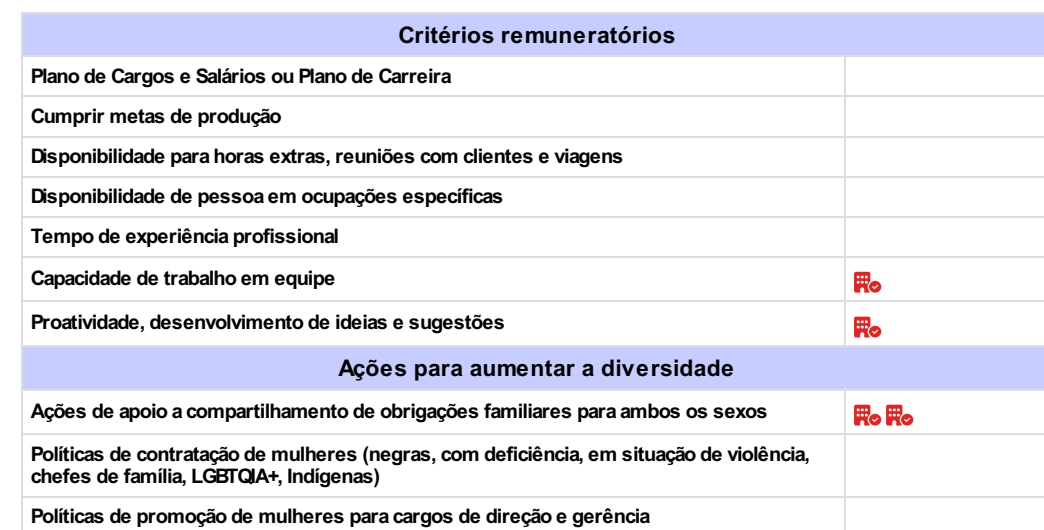 Critérios remuneratórios
Plano de Cargos e Salários ou Plano de Carreira
Cumprir metas de produção
Disponibilidade para horas extras, reuniões com clientes e viagens
Disponibilidade de pessoa em ocupações específicas
Tempo de experiência profissional
Capacidade de trabalho em equipe
Proatividade, desenvolvimento de ideias e sugestões
Ações para aumentar a diversidade
Ações de apoio a compartilhamento de obrigações familiares para ambos os sexos
Políticas de contratação de mulheres (negras, com deficiência, em situação de violência,
chefes de família, LGBTQIA+, Indígenas)
Políticas de promoção de mulheres para cargos de direção e gerência